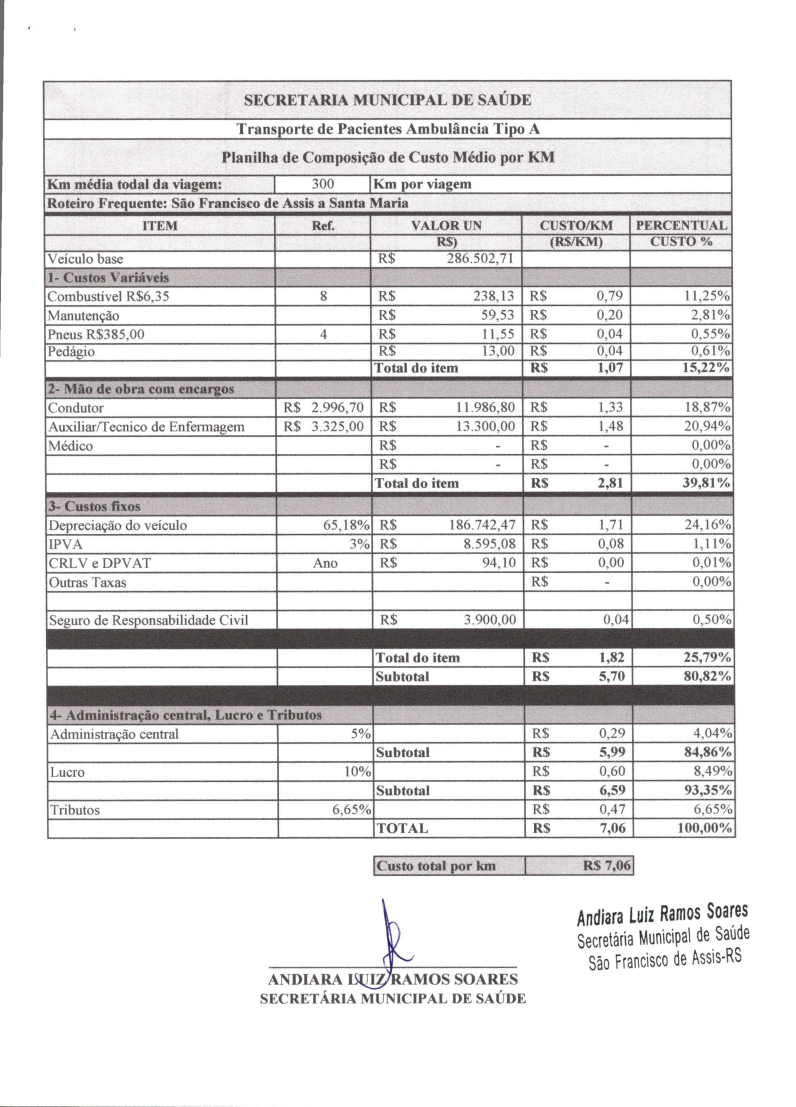 SECRETARIA MUNICIPAL DE SAÚDE
Transporte de Pacientes Ambulância Tipo A
Planilha de Composição de Custo Médio por KM
Km média todal da viagem: 300 Km por viagem
Roteiro Frequente: São Francisco de Assis a Santa Maria
ITEM Ref. VALOR UN CUSTO/KM PERCENTUAL
R$) (R$/KM) CUSTO %
Veículo base R$ 286.502,71
1- Custos Variáveis
Combustível R$6,35 8 R$ 238,13 R$ 0,79 11,25%
Manutenção R$ 59,53 R$ 0,20 2,81%
Pneus R$385,00 4 R$ 11,55 R$ 0,04 0,55%
Pedágio R$ 13,00 R$ 0,04 0,61%
Total do item R$ 1,07 15,22%
2- Mão de obra com encargos
Condutor R$ 2.996,70 R$ 11.986,80 R$ 1,33 18,87%
Auxiliar/Tecnico de Enfermagem R$ 3.325,00 R$ 13.300,00 R$ 1,48 20,94%
Médico R$ - R$ - 0,00%
R$ - R$ - 0,00%
Total do item R$ 2,81 39,81%
3- Custos fixos
Depreciação do veículo 65,18% R$ 186.742,47 R$ 1,71 24,16%
IPVA 3% R$ 8.595,08 R$ 0,08 1,11%
CRLV e DPVAT Ano R$ 94,10 R$ 0,00 0,01%
Outras Taxas R$ - 0,00%
Seguro de Responsabilidade Civil R$ 3.900,00 0,04 0,50%
Total do item R$ 1,82 25,79%
Subtotal R$ 5,70 80,82%
4- Administração central, Lucro e Tributos
Administração central 5% R$ 0,29 4,04%
Subtotal R$ 5,99 84,86%
Lucro 10% R$ 0,60 8,49%
Subtotal R$ 6,59 93,35%
Tributos 6,65% R$ 0,47 6,65%
TOTAL R$ 7,06 100,00%
Custo total por km R$ 7,06
Andiara Luiz Ramos Soares
Secretária Municipal de Saúde
São Francisco de Assis-RS
ANDIARA LUIZ RAMOS SOARES
SECRETÁRIA MUNICIPAL DE SAÚDE